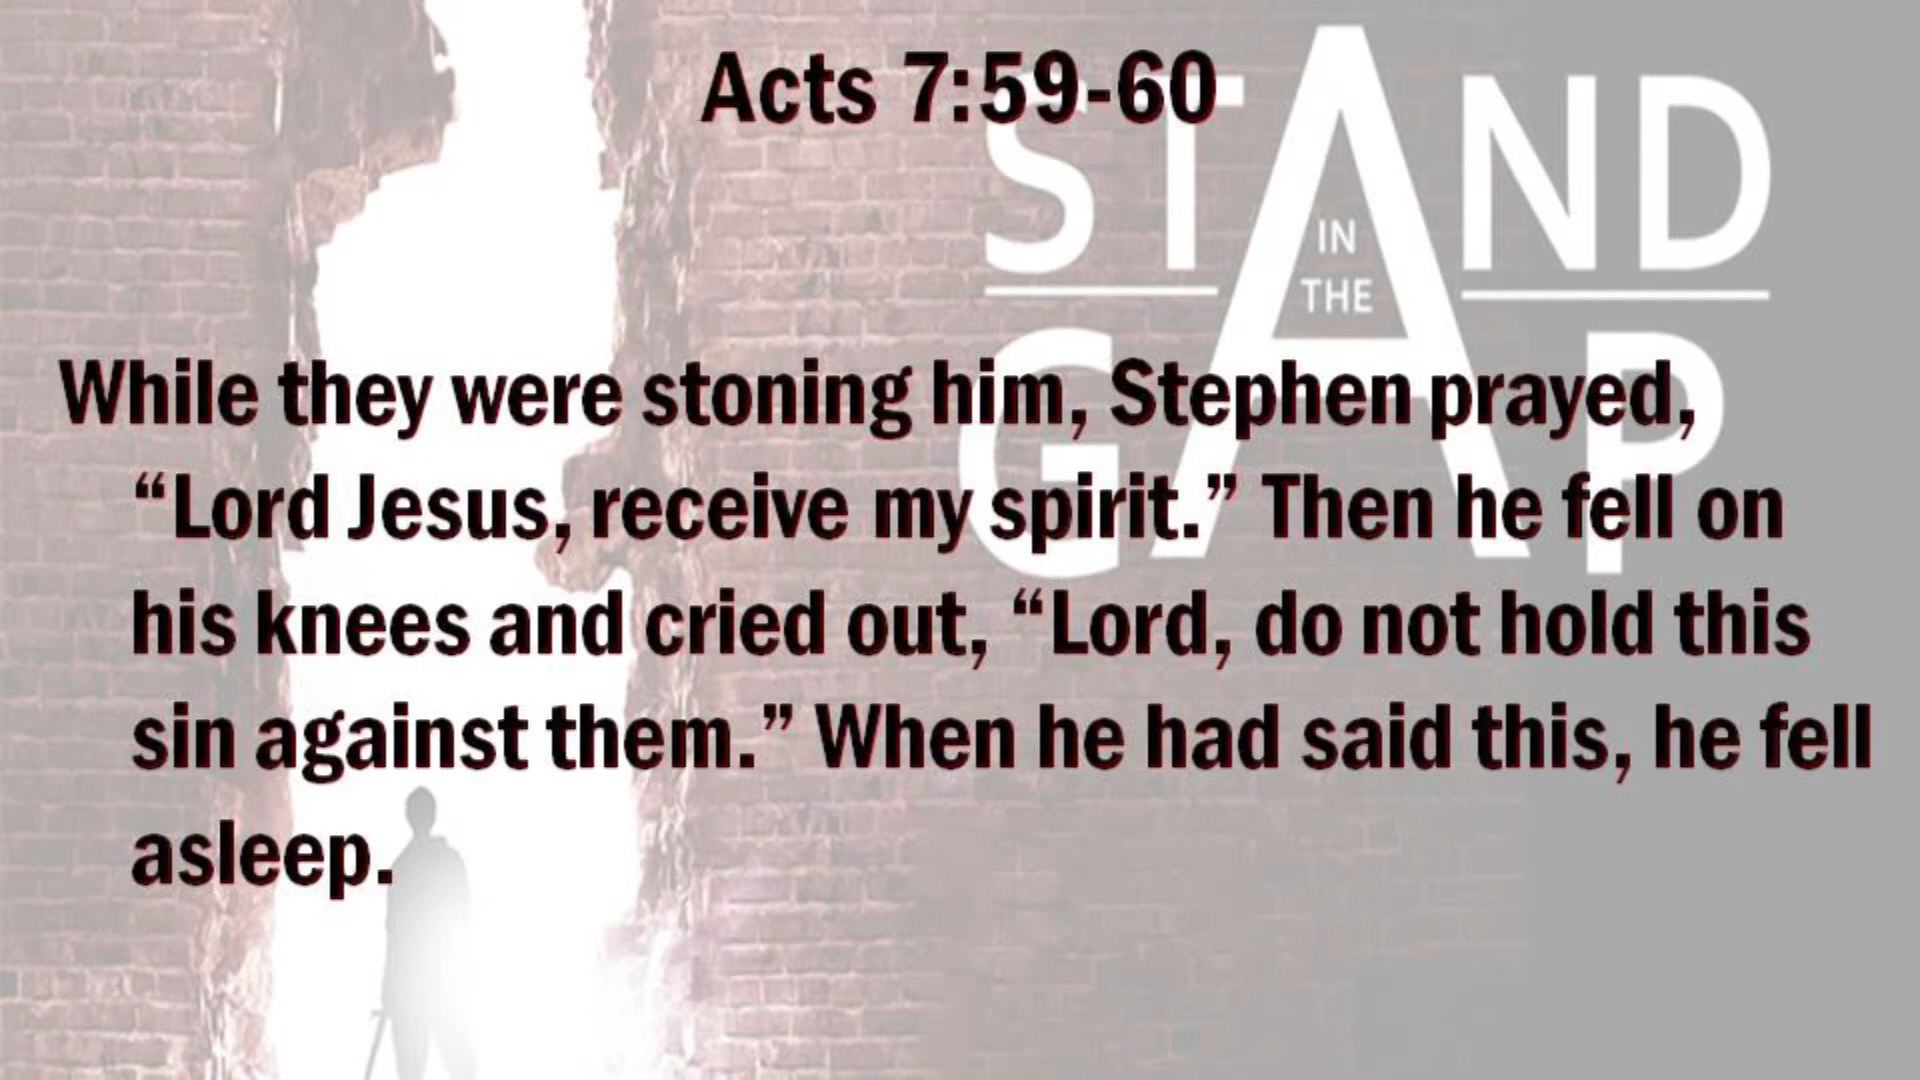 Acts 7:59-60
STAND
IN
THE
GAP
While they were stoning him, Stephen prayed,
“Lord Jesus, receive my spirit.” Then he fell on
his knees and cried out, “Lord, do not hold this
sin against them.” When he had said this, he fell
asleep.